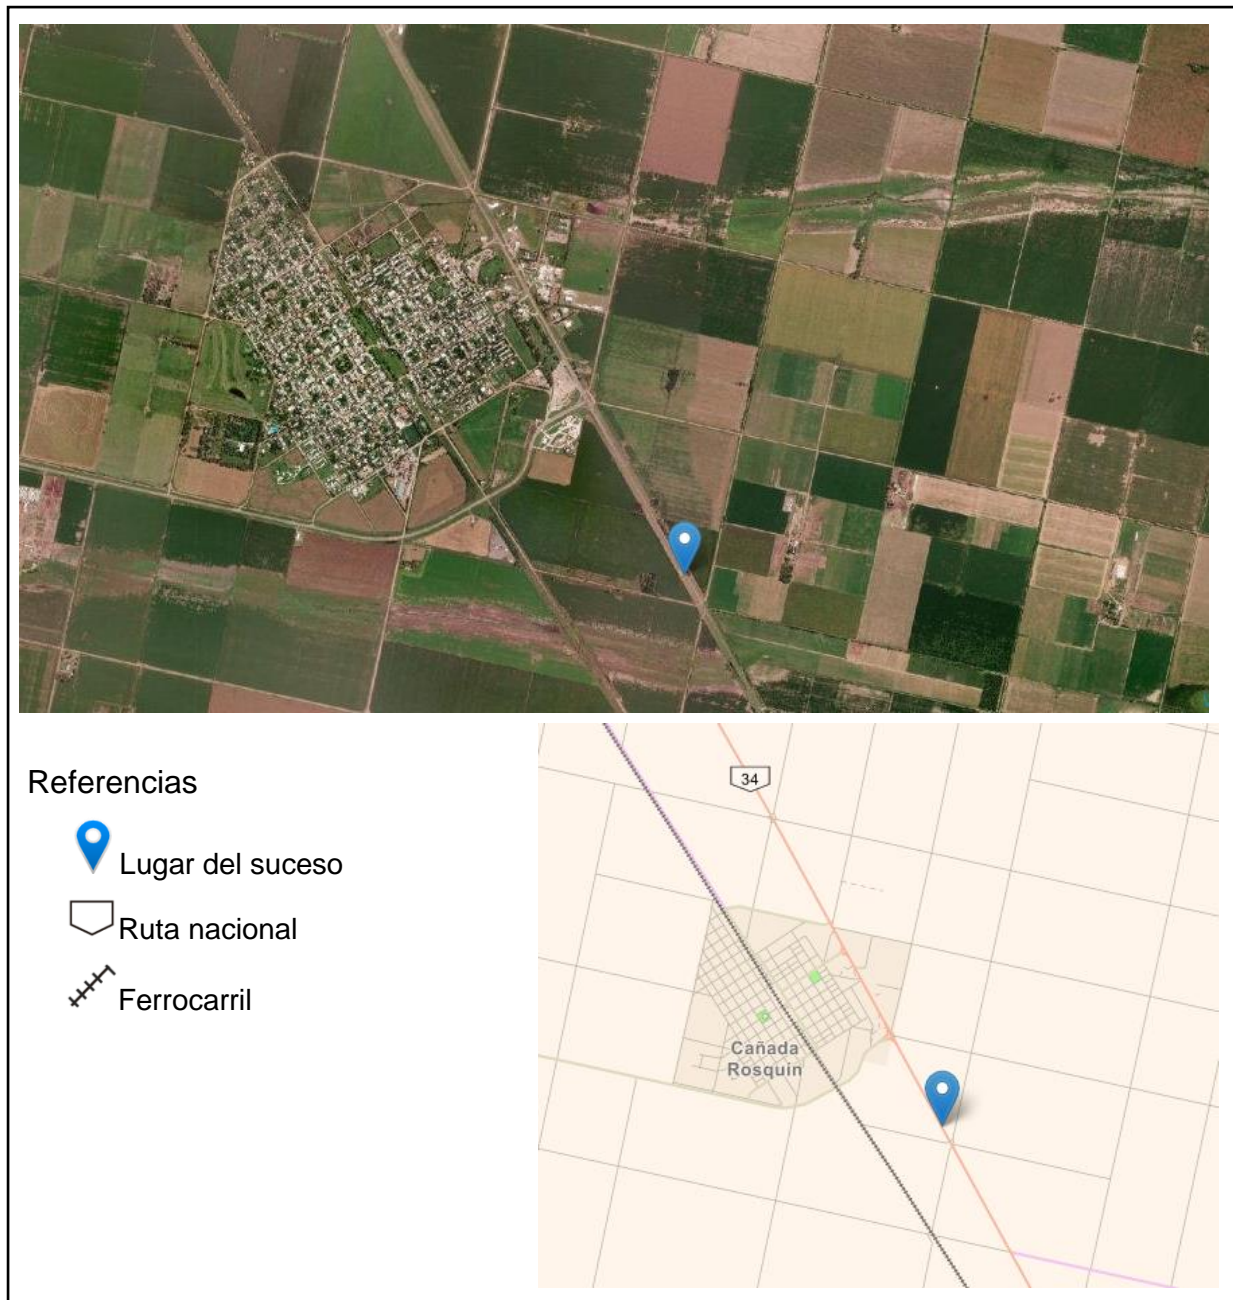 34
Referencias
Lugar del suceso
Ruta nacional
Ferrocarril
Cañada
Rosquin